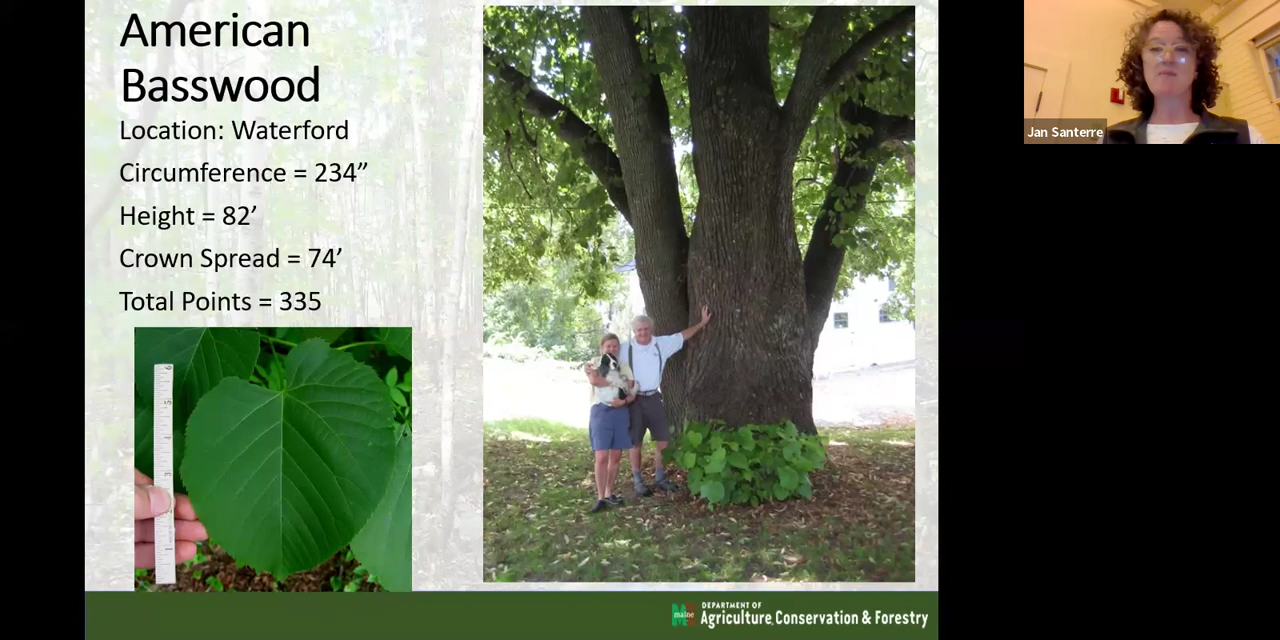 American
Basswood
Location: Waterford
Circumference = 234”
Height = 82’
Crown Spread = 74’
Total Points = 335
Jan Santerre
maine
DEPARTMENT OF
Agriculture, Conservation & Forestry